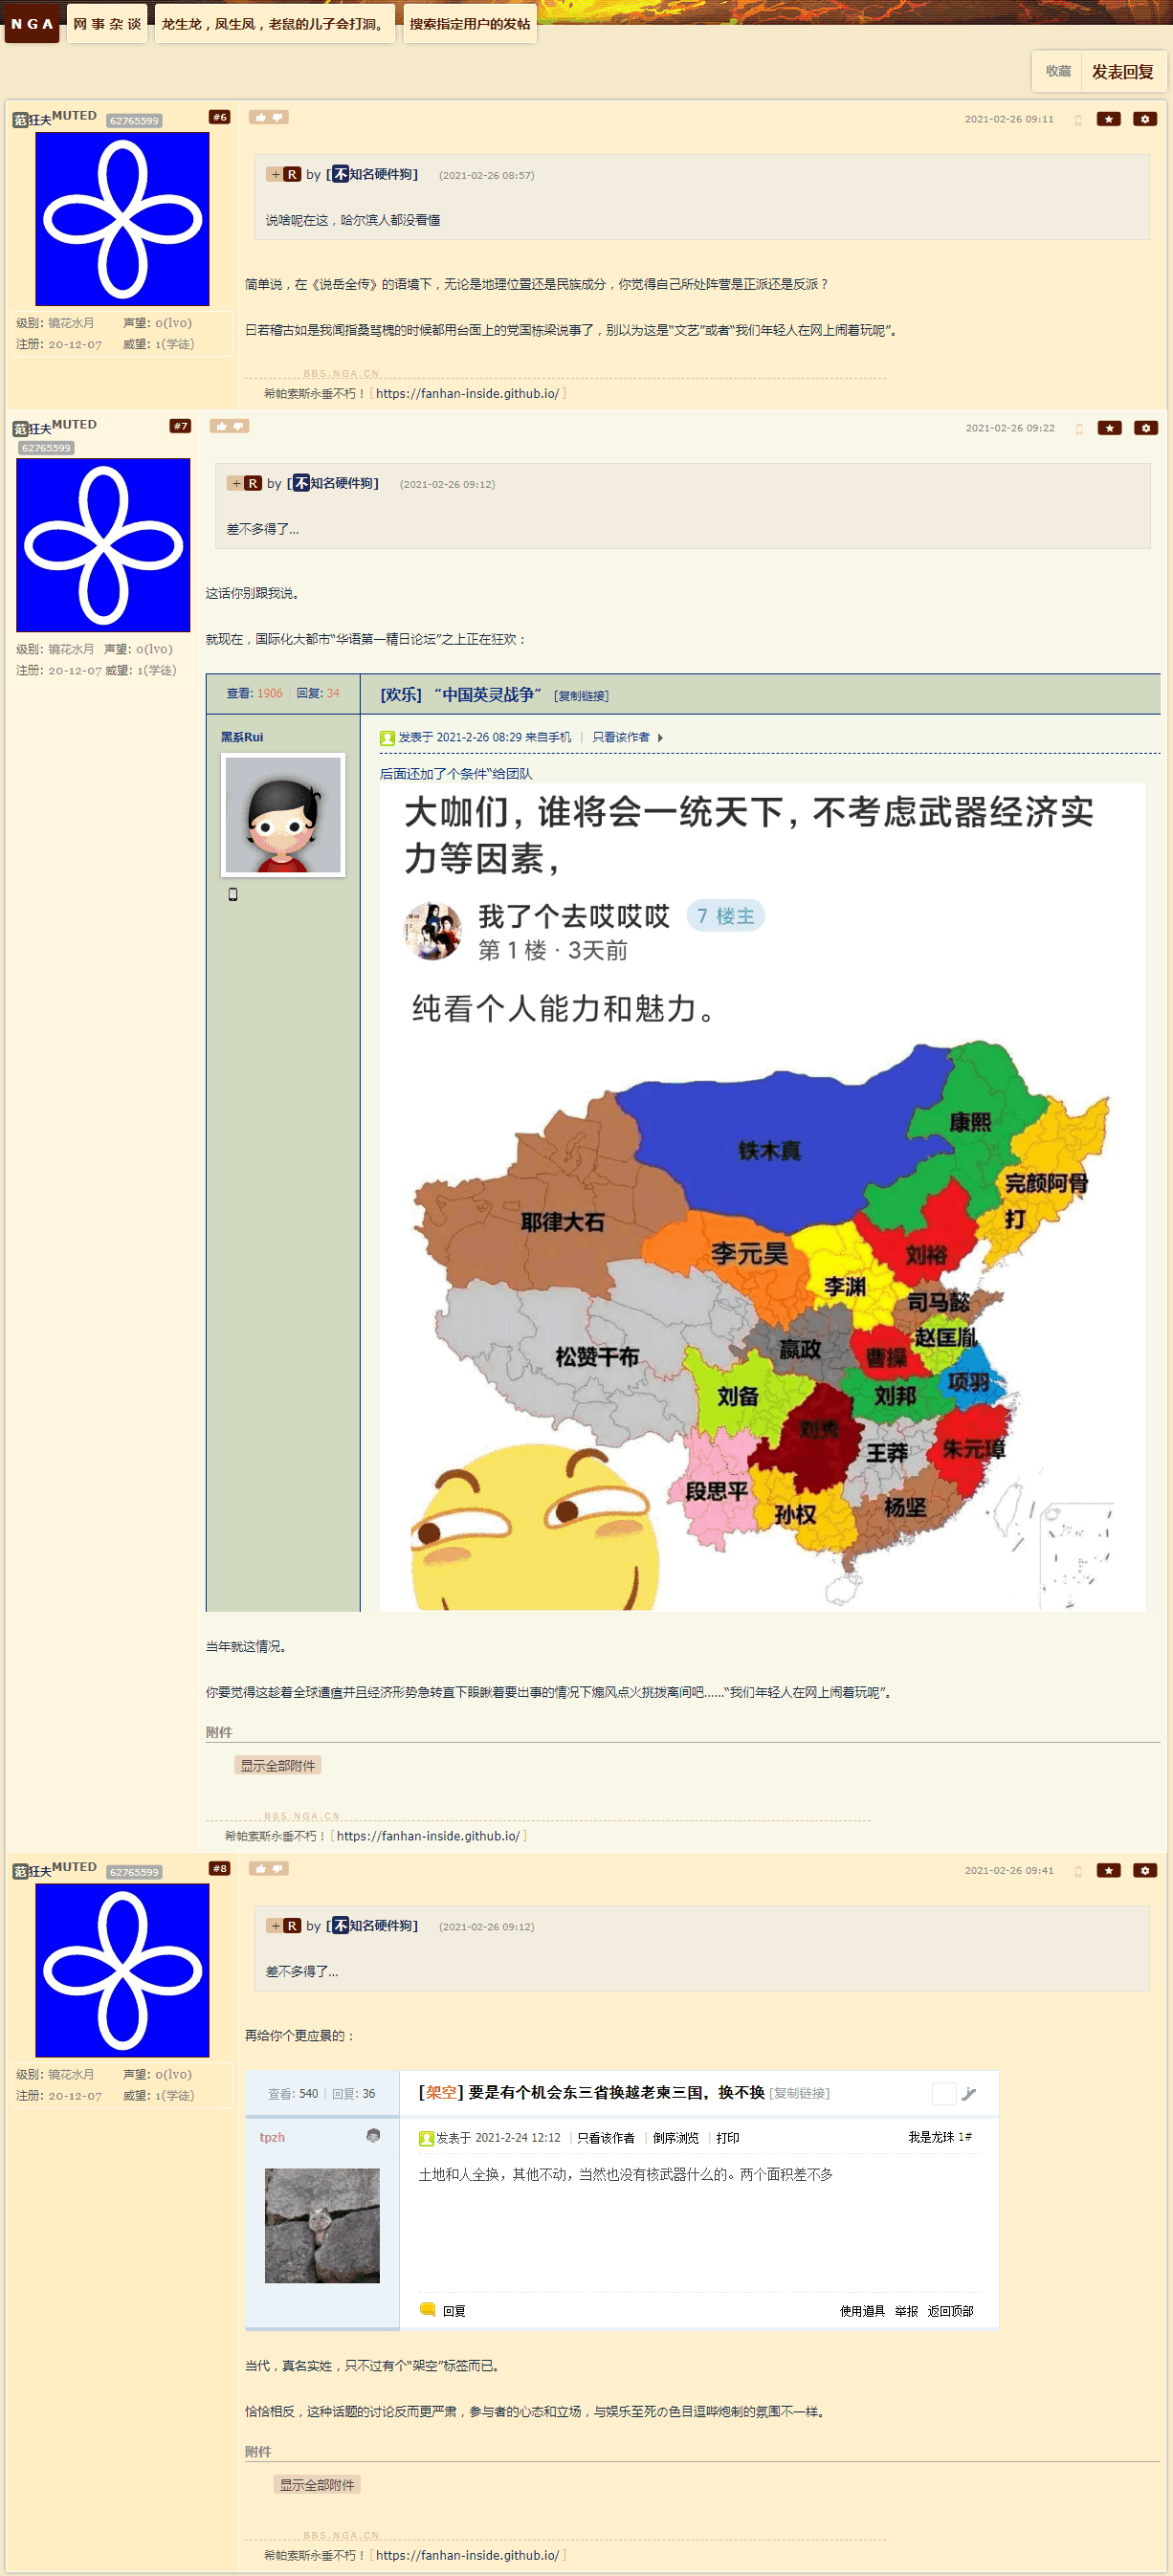 NGA 网事杂谈 龙生龙，凤生凤，老鼠的儿子会打洞。 搜索指定用户的发帖
收藏 发表回复
范狂夫MUTED 62765599 #6 2021-02-26 09:11
+ R by [不知名硬件狗] (2021-02-26 08:57)
说啥呢在这，哈尔滨人都没看懂
简单说，在《说岳全传》的语境下，无论是地理位置还是民族成分，你觉得自己所处阵营是正派还是反派？
曰若稽古如是我闻指桑骂槐的时候都用台面上的党国栋梁说事了，别以为这是“文艺”或者“我们年轻人在网上闹着玩呢”。
级别: 镜花水月 声望: 0(lv0)
注册: 20-12-07 威望: 1(学徒)
BBS.NGA.CN
希帕索斯永垂不朽！[ https://fanhan-inside.github.io/ ]
范狂夫MUTED #7 2021-02-26 09:22
62765599
+ R by [不知名硬件狗] (2021-02-26 09:12)
差不多得了...
这话你别跟我说。
就现在，国际化大都市“华语第一精日论坛”之上正在狂欢：
级别: 镜花水月 声望: 0(lv0)
注册: 20-12-07 威望: 1(学徒)
查看: 1906 | 回复: 34 [欢乐] “中国英灵战争” [复制链接]
黑系Rui 发表于 2021-2-26 08:29 来自手机 | 只看该作者
后面还加了个条件“给团队
大咖们，谁将会一统天下，不考虑武器经济实
力等因素，
我了个去哎哎哎 7 楼主
第 1 楼 · 3天前
纯看个人能力和魅力。
康熙
铁木真
完颜阿骨
打
耶律大石
李元昊
刘裕
李渊
司马懿
赵匡胤
嬴政
曹操
松赞干布
项羽
刘备
刘邦
刘秀
朱元璋
王莽
段思平
杨坚
孙权
当年就这情况。
你要觉得这趁着全球遭瘟并且经济形势急转直下眼瞅着要出事的情况下煽风点火挑拨离间吧……“我们年轻人在网上闹着玩呢”。
附件
显示全部附件
BBS.NGA.CN
希帕索斯永垂不朽！[ https://fanhan-inside.github.io/ ]
范狂夫MUTED 62765599 #8 2021-02-26 09:41
+ R by [不知名硬件狗] (2021-02-26 09:12)
差不多得了...
再给你个更应景的：
级别: 镜花水月 声望: 0(lv0)
注册: 20-12-07 威望: 1(学徒)
查看: 540 | 回复: 36 [架空] 要是有个机会东三省换越老柬三国，换不换 [复制链接]
tpzh 发表于 2021-2-24 12:12 | 只看该作者 | 倒序浏览 | 打印 我是龙珠 1#
土地和人全换，其他不动，当然也没有核武器什么的。两个面积差不多
回复 使用道具 举报 返回顶部
当代，真名实姓，只不过有个“架空”标签而已。
恰恰相反，这种话题的讨论反而更严肃，参与者的心态和立场，与娱乐至死の色目逗哔炮制的氛围不一样。
附件
显示全部附件
BBS.NGA.CN
希帕索斯永垂不朽！[ https://fanhan-inside.github.io/ ]